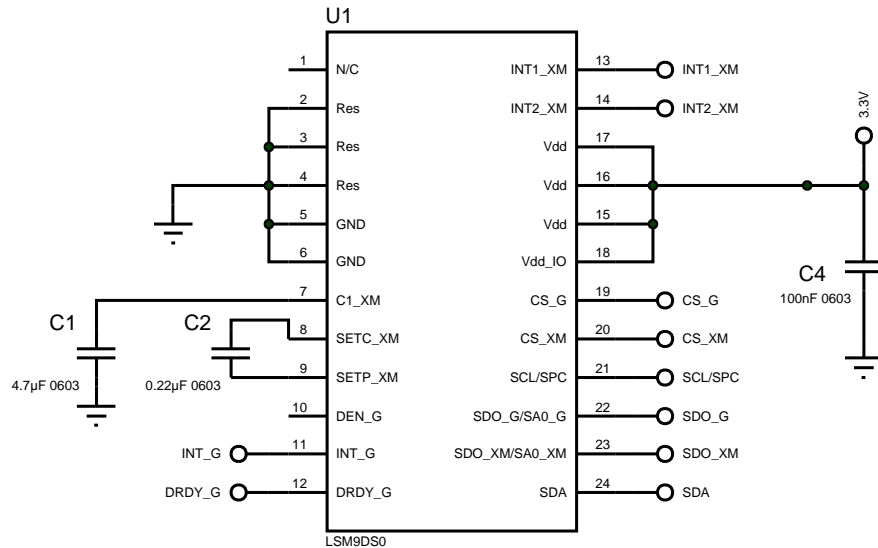 U1
1 N/C
2 Res
3 Res
4 Res
5 GND
6 GND
7 C1_XM
8 SETC_XM
9 SETP_XM
10 DEN_G
INT_G 11 INT_G
DRDY_G 12 DRDY_G
INT1_XM 13 INT1_XM
INT2_XM 14 INT2_XM
Vdd 17
Vdd 16
Vdd 15
Vdd_IO 18
CS_G 19 CS_G
CS_XM 20 CS_XM
SCL/SPC 21 SCL/SPC
SDO_G/SA0_G 22 SDO_G
SDO_XM/SA0_XM 23 SDO_XM
SDA 24 SDA
LSM9DS0
C1
4.7µF 0603
C2
0.22µF 0603
3.3V
C4
100nF 0603